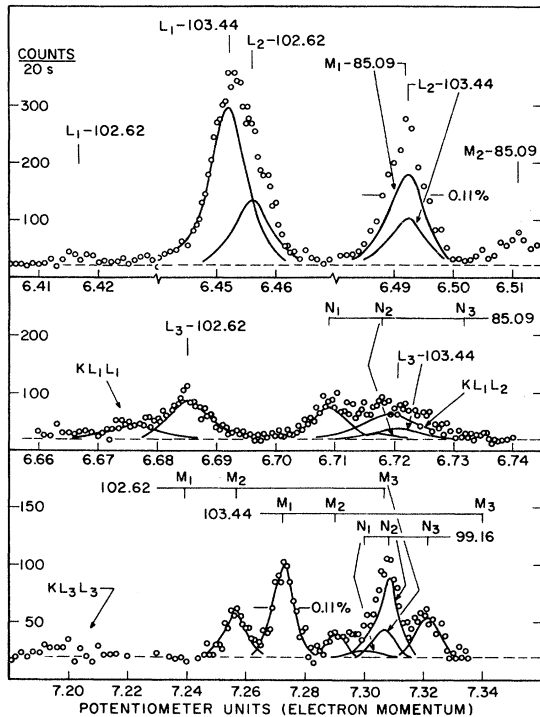 L₁–103.44
L₂–102.62
COUNTS
20 s
M₁–85.09
L₂–103.44
300
L₁–102.62
M₂–85.09
200
0.11%
100
6.41 6.42 6.45 6.46 6.49 6.50 6.51
N₁ N₂ N₃
85.09
200
L₃–102.62
L₃–103.44
KL₁L₁
KL₁L₂
100
6.66 6.67 6.68 6.69 6.70 6.71 6.72 6.73 6.74
M₁ M₂ M₃
102.62
150
M₁ M₂ M₃
103.44
N₁ N₂ N₃
99.16
100
KL₃L₃
0.11%
50
7.20 7.22 7.24 7.26 7.28 7.30 7.32 7.34
POTENTIOMETER UNITS (ELECTRON MOMENTUM)